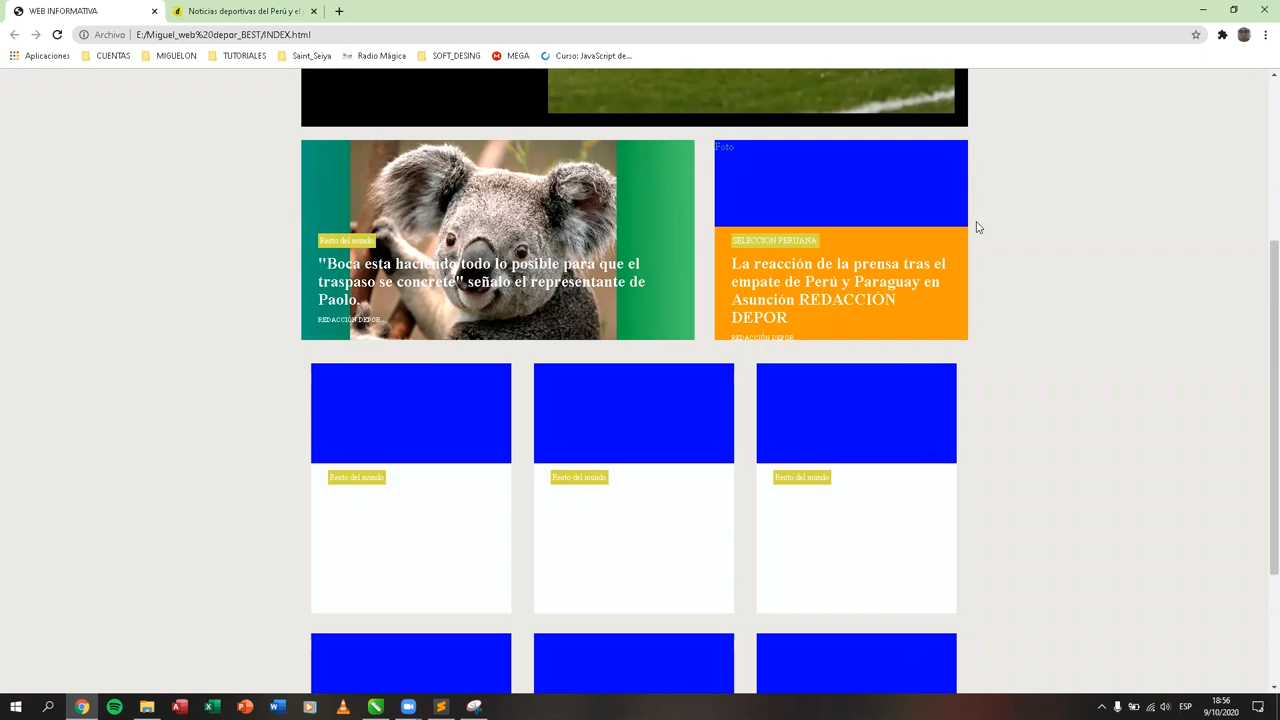 WEB INFORMATIVA
Noticias deportivas del Perú y el
Archivo
E:/Miguel_web%20depor_BEST/INDEX.html
Aplicaciones
CUENTAS
MIGUELON
TUTORIALES
Saint_Seiya
Radio Mágica
SOFT_DESING
MEGA
Curso: JavaScript de...
Resto del mundo
"Boca esta haciendo todo lo posible para que el
traspaso se concrete" señalo el representante de
Paolo.
REDACCIÓN DEPOR
Foto
SELECCIÓN PERUANA
La reacción de la prensa tras el
empate de Perú y Paraguay en
Asunción REDACCIÓN
DEPOR
REDACCIÓN DEPOR
Resto del mundo
Resto del mundo
Resto del mundo
ESP
18:56
9/10/2020